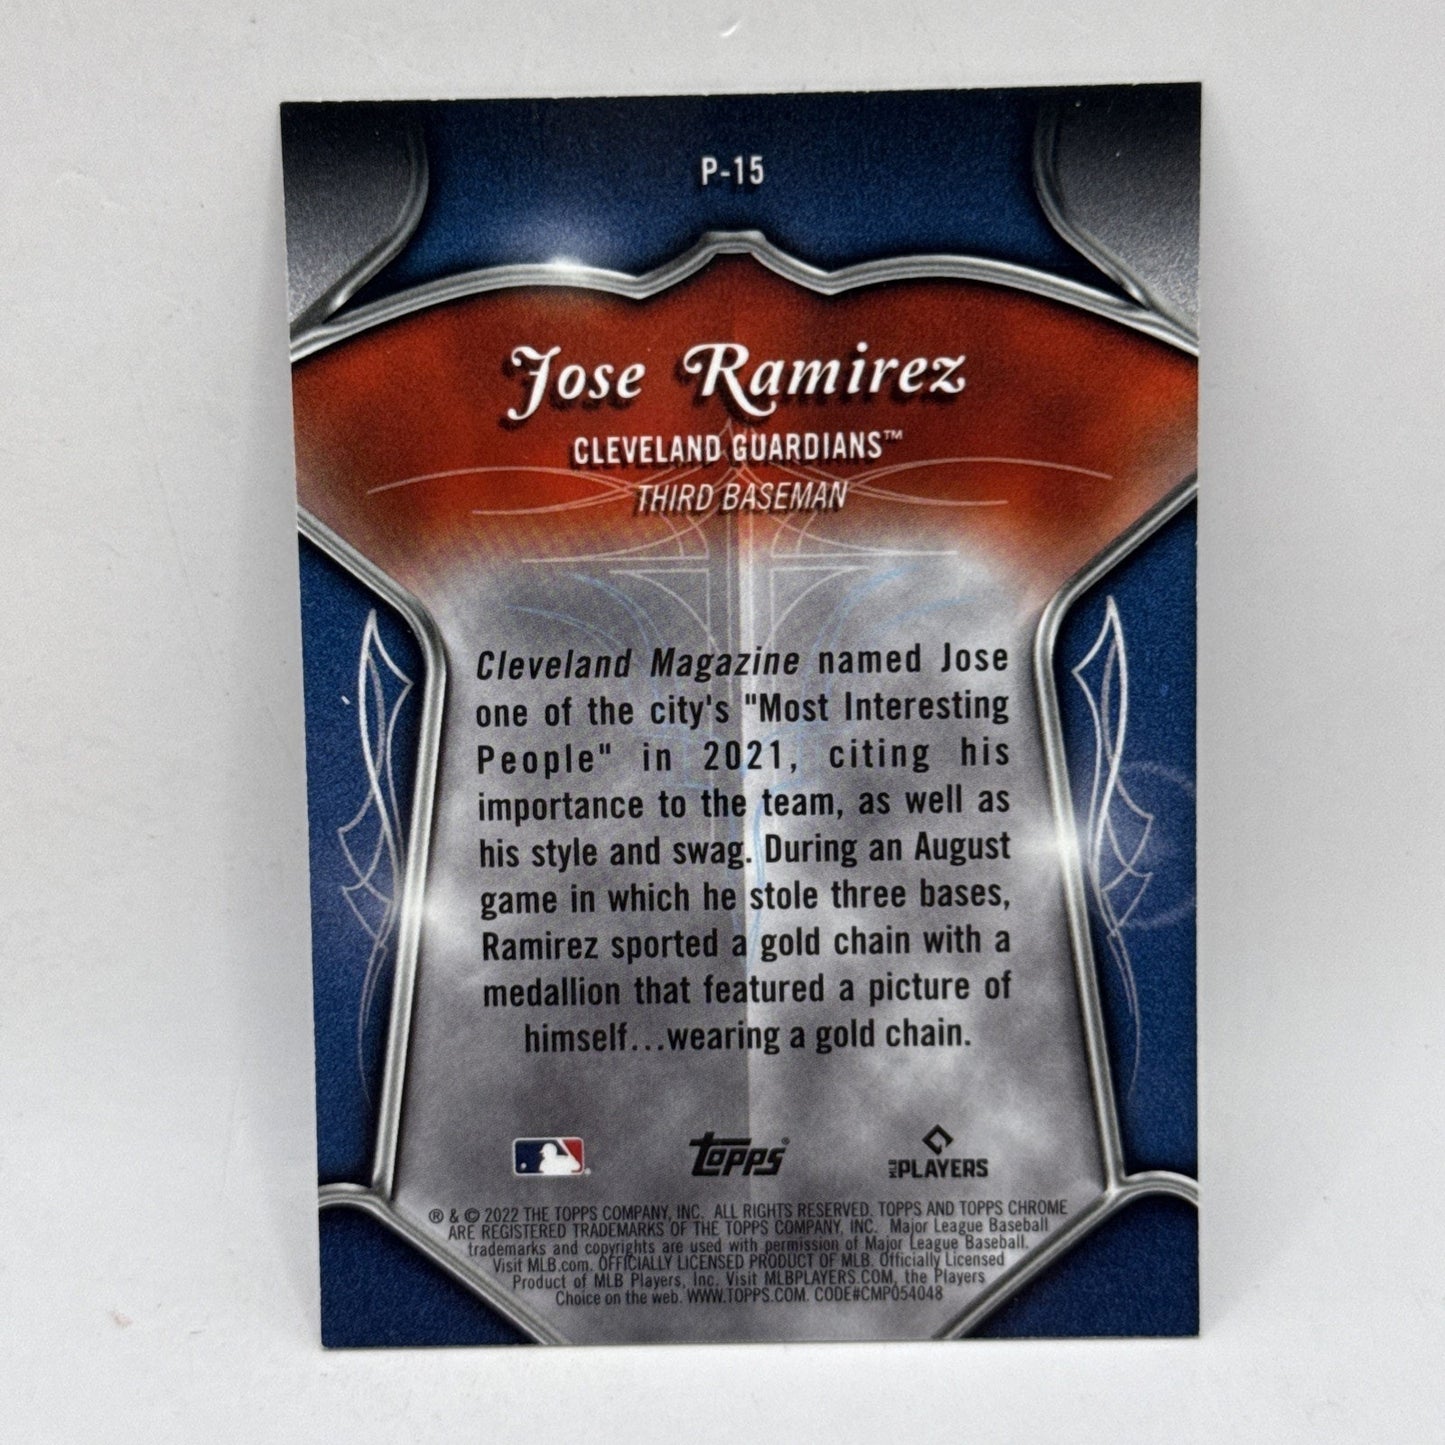 P-15
Jose Ramirez
CLEVELAND GUARDIANS™
THIRD BASEMAN
Cleveland Magazine named Jose
one of the city's "Most Interesting
People" in 2021, citing his
importance to the team, as well as
his style and swag. During an August
game in which he stole three bases,
Ramirez sported a gold chain with a
medallion that featured a picture of
himself...wearing a gold chain.
Topps® MLB PLAYERS
® & © 2022 THE TOPPS COMPANY, INC. ALL RIGHTS RESERVED. TOPPS AND TOPPS CHROME
ARE REGISTERED TRADEMARKS OF THE TOPPS COMPANY, INC. Major League Baseball
trademarks and copyrights are used with permission of Major League Baseball.
Visit MLB.com. OFFICIALLY LICENSED PRODUCT OF MLB. Officially Licensed
Product of MLB Players, Inc. Visit MLBPLAYERS.COM, the Players
Choice on the web. WWW.TOPPS.COM. CODE#CMP054048